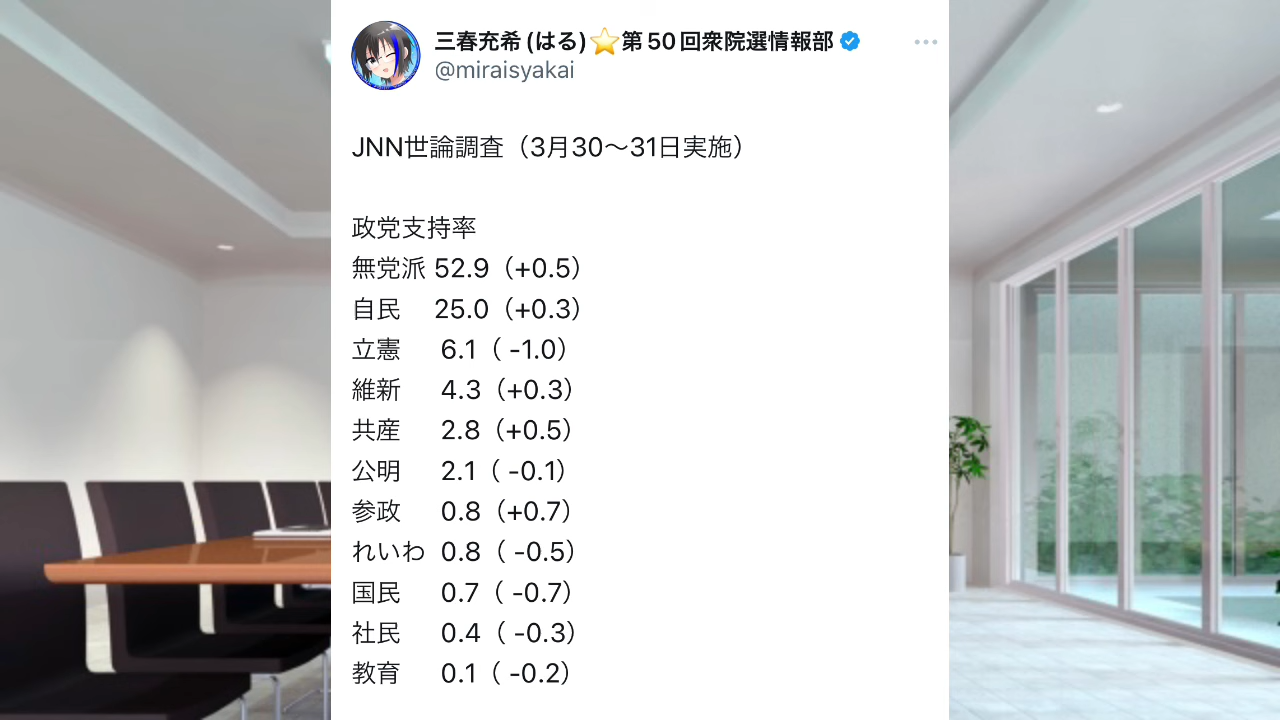 三春充希(はる)⭐第50回衆院選情報部
@miraisyakai
JNN世論調査（3月30〜31日実施）
政党支持率
無党派 52.9（+0.5）
自民 25.0（+0.3）
立憲 6.1（ -1.0）
維新 4.3（+0.3）
共産 2.8（+0.5）
公明 2.1（ -0.1）
参政 0.8（+0.7）
れいわ 0.8（ -0.5）
国民 0.7（ -0.7）
社民 0.4（ -0.3）
教育 0.1（ -0.2）